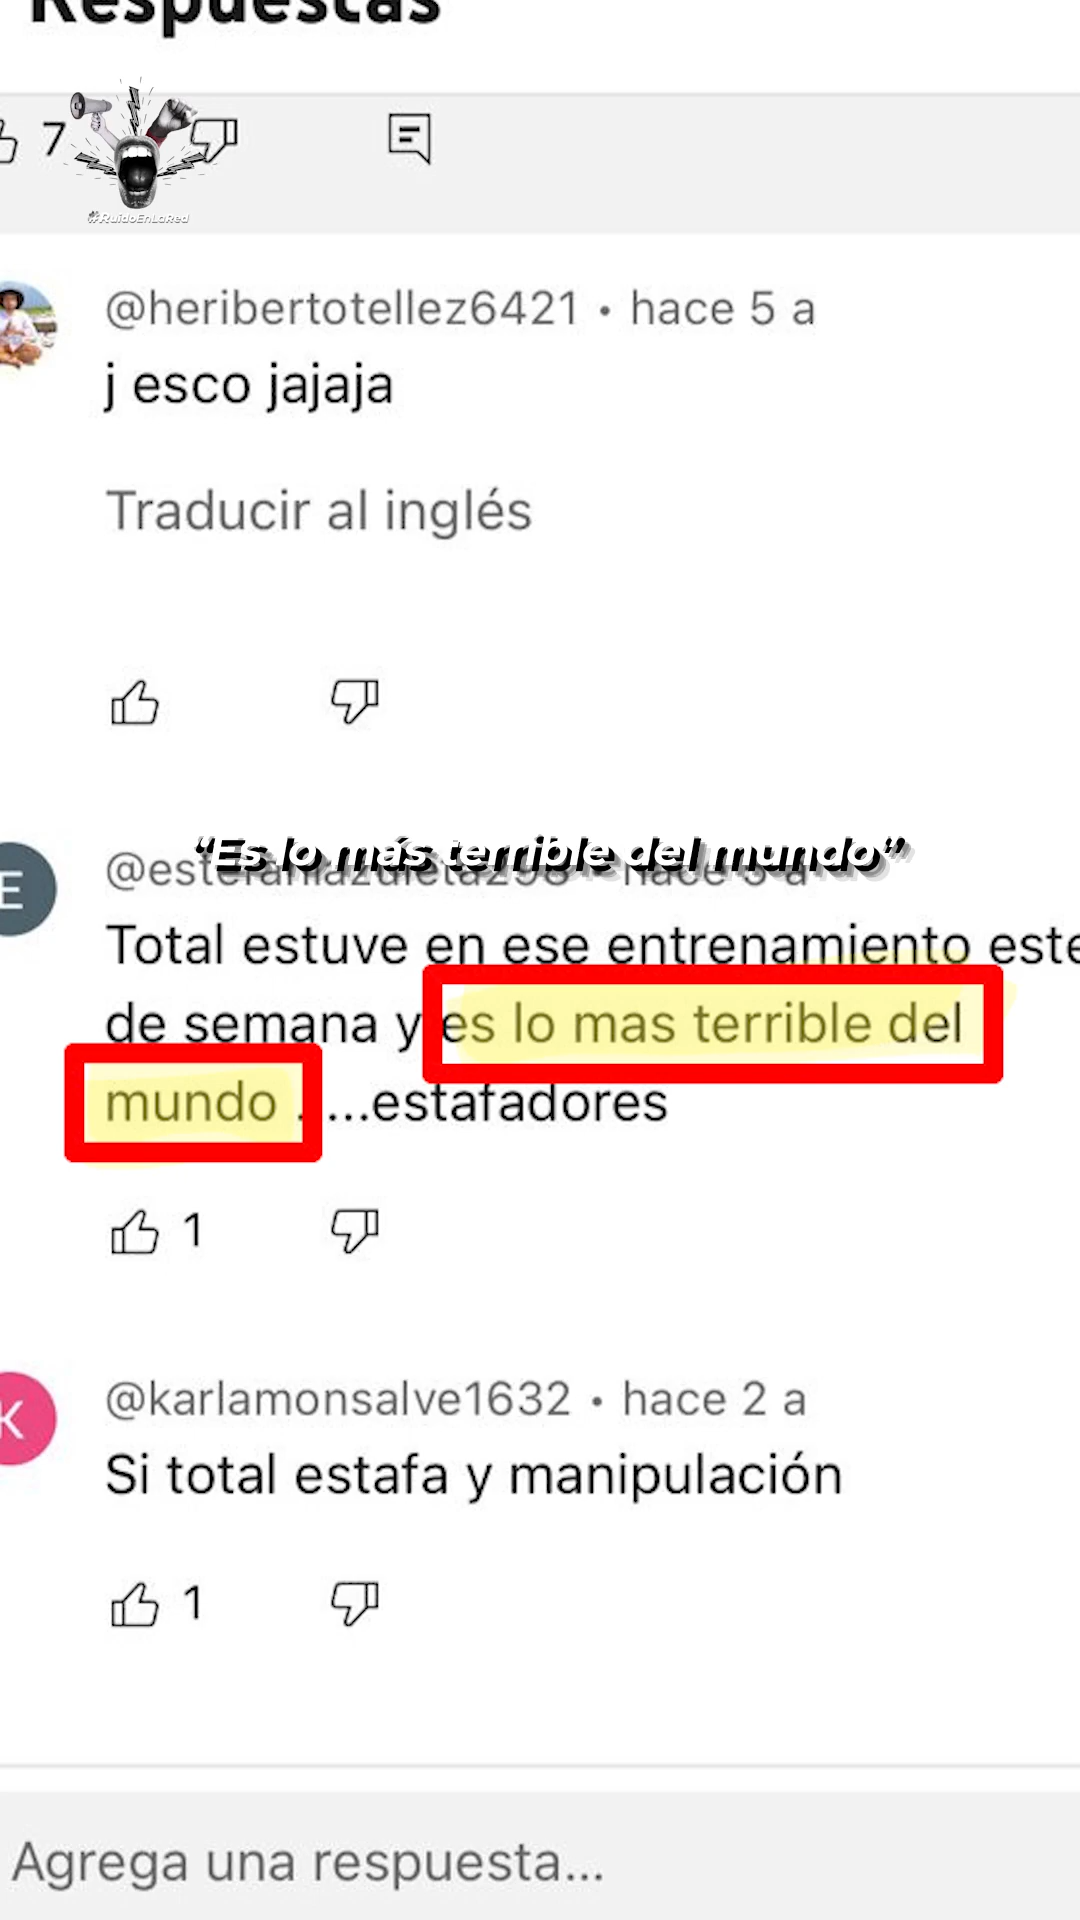 Respuestas
7
#RuidoEnLaRed
@heribertotellez6421 • hace 5 a
j esco jajaja
Traducir al inglés
“Es lo más terrible del mundo”
E
Total estuve en ese entrenamiento este
de semana y es lo mas terrible del
mundo .....estafadores
1
K
@karlamonsalve1632 • hace 2 a
Si total estafa y manipulación
1
Agrega una respuesta...